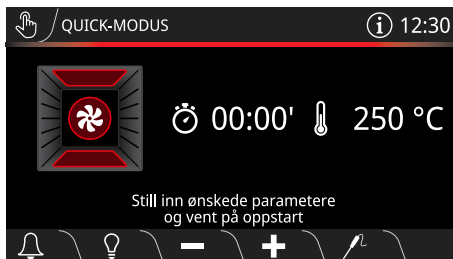 QUICK-MODUS
i 12:30
00:00' 250 °C
Still inn ønskede parametere
og vent på oppstart